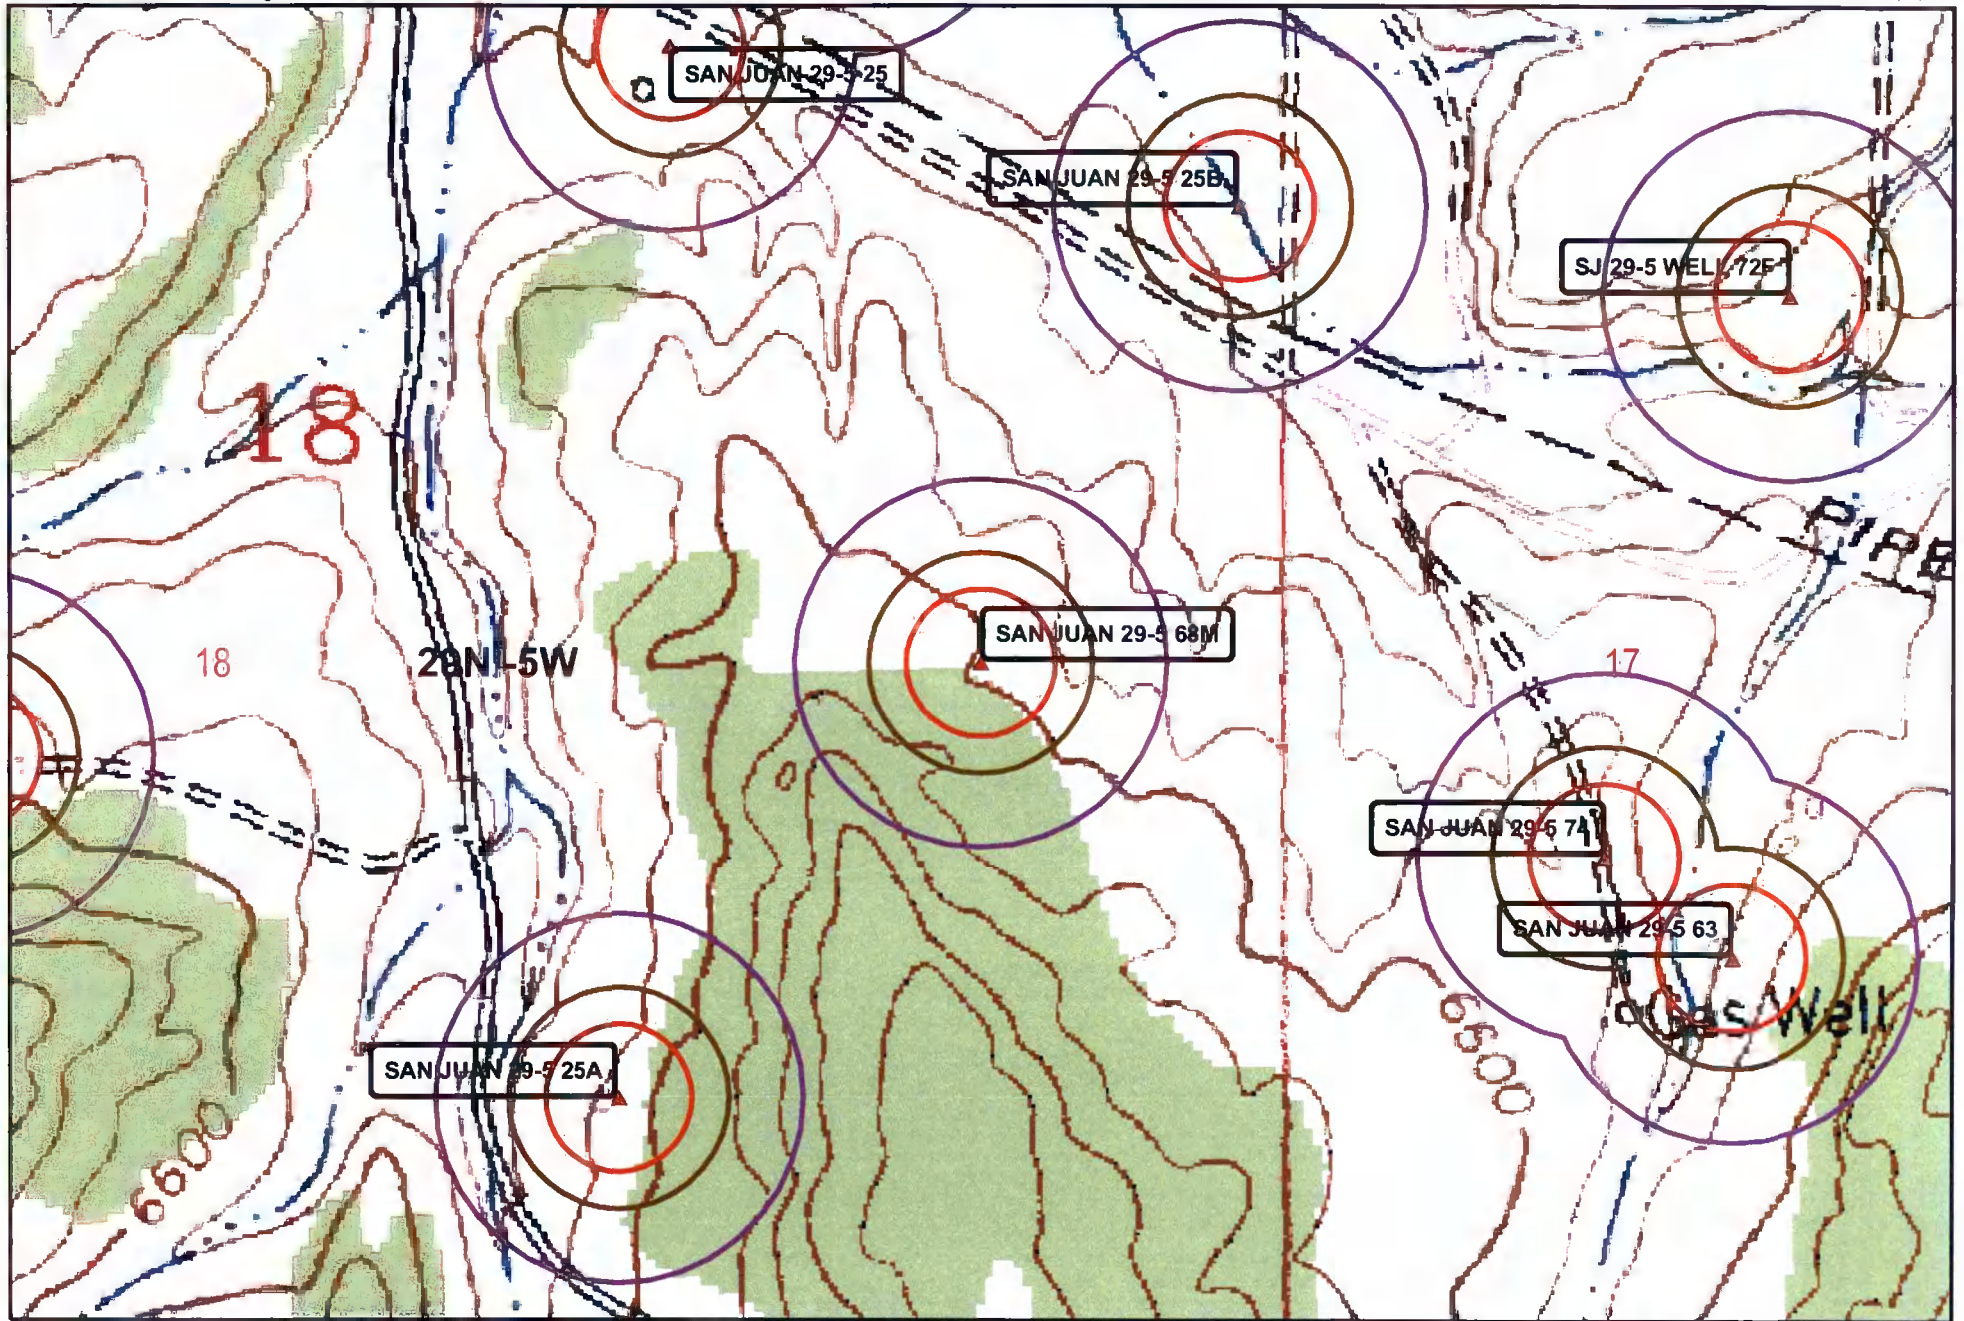 SAN JUAN 29-5 25
SAN JUAN 29-5 25B
SJ 29-5 WELL 72F
18
SAN JUAN 29-5 68M
18
29N -5W
17
SAN JUAN 29-5 74
SAN JUAN 29-5 63
Well
6600
SAN JUAN 29-5 25A
6600